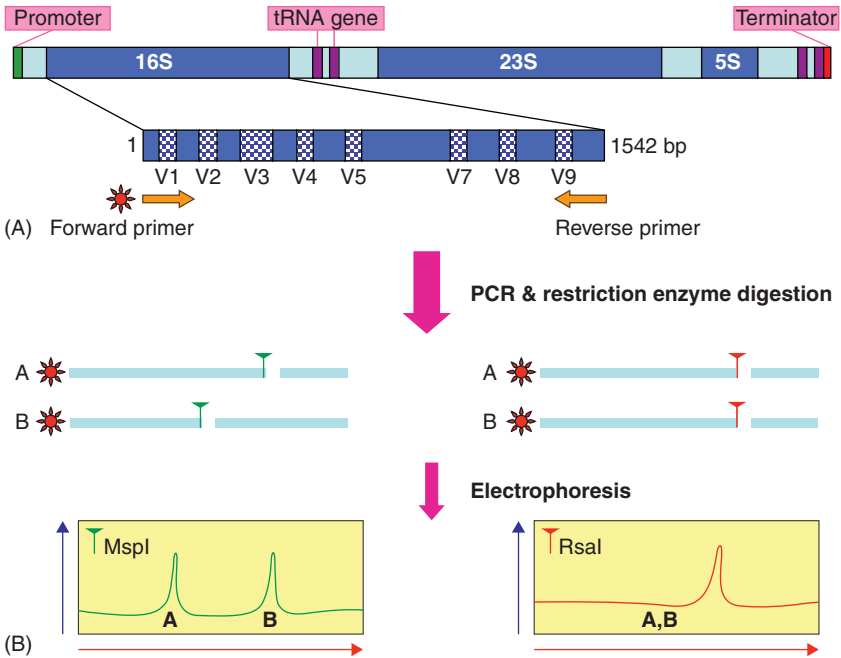 Promoter
tRNA gene
Terminator
16S
23S
5S
1
1542 bp
V1 V2 V3 V4 V5 V7 V8 V9
(A) Forward primer
Reverse primer
PCR & restriction enzyme digestion
A
A
B
B
Electrophoresis
MspI
RsaI
A B
A,B
(B)